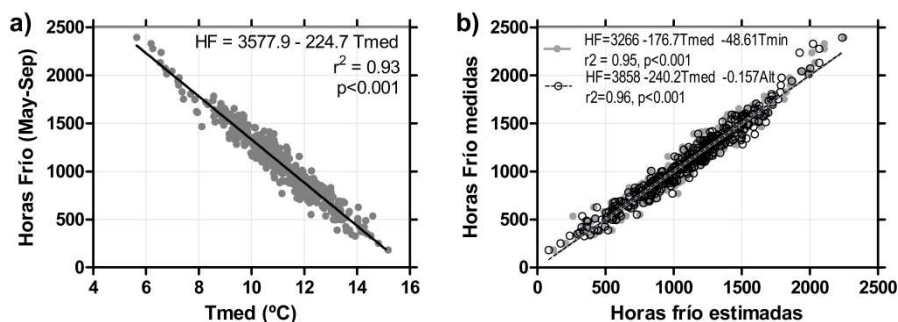 a)
HF = 3577.9 - 224.7 Tmed
r² = 0.93
p<0.001
Horas Frío (May-Sep)
2500
2000
1500
1000
500
0
4 6 8 10 12 14 16
Tmed (ºC)
b)
HF=3266 -176.7Tmed -48.61Tmin
r2= 0.95, p<0.001
HF=3858 -240.2Tmed -0.157Alt
r2=0.96, p<0.001
Horas Frío medidas
2500
2000
1500
1000
500
0
0 500 1000 1500 2000 2500
Horas frío estimadas